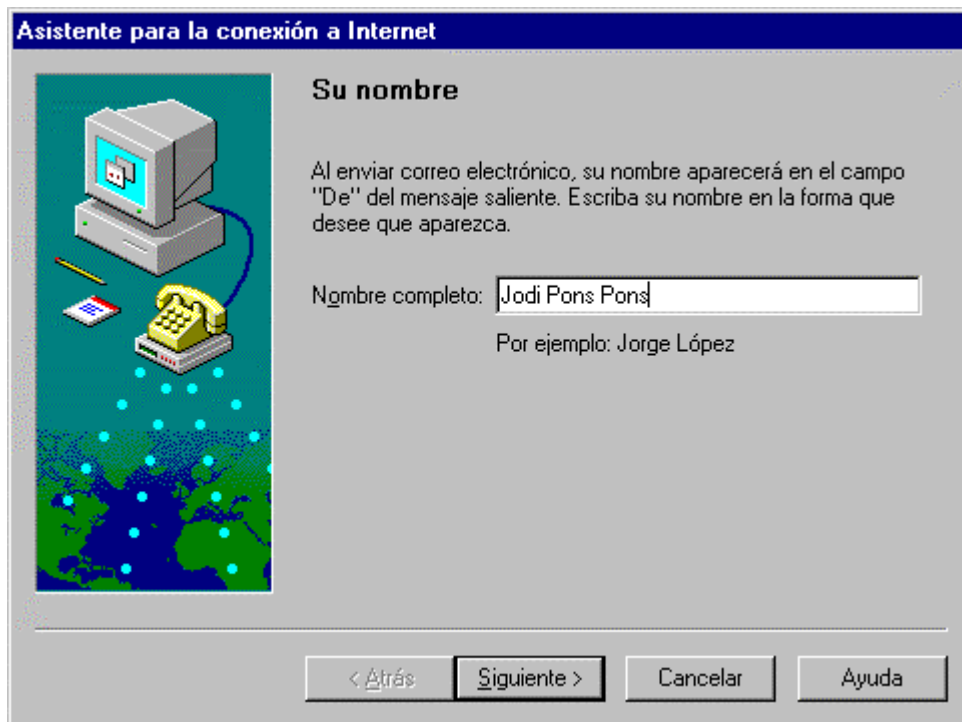 Asistente para la conexión a Internet
Su nombre
Al enviar correo electrónico, su nombre aparecerá en el campo
"De" del mensaje saliente. Escriba su nombre en la forma que
desee que aparezca.
Nombre completo: Jodi Pons Pons
Por ejemplo: Jorge López
< Atrás Siguiente > Cancelar Ayuda